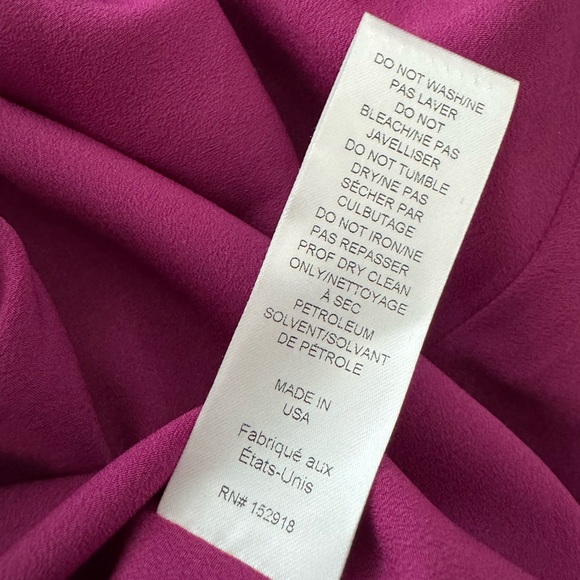 DO NOT WASH/NE
PAS LAVER
DO NOT
BLEACH/NE PAS
JAVELLISER
DO NOT TUMBLE
DRY/NE PAS
SÉCHER PAR
CULBUTAGE
DO NOT IRON/NE
PAS REPASSER
PROF DRY CLEAN
ONLY/NETTOYAGE
À SEC
PETROLEUM
SOLVENT/SOLVANT
DE PÉTROLE
MADE IN
USA
Fabriqué aux
États-Unis
RN# 152918